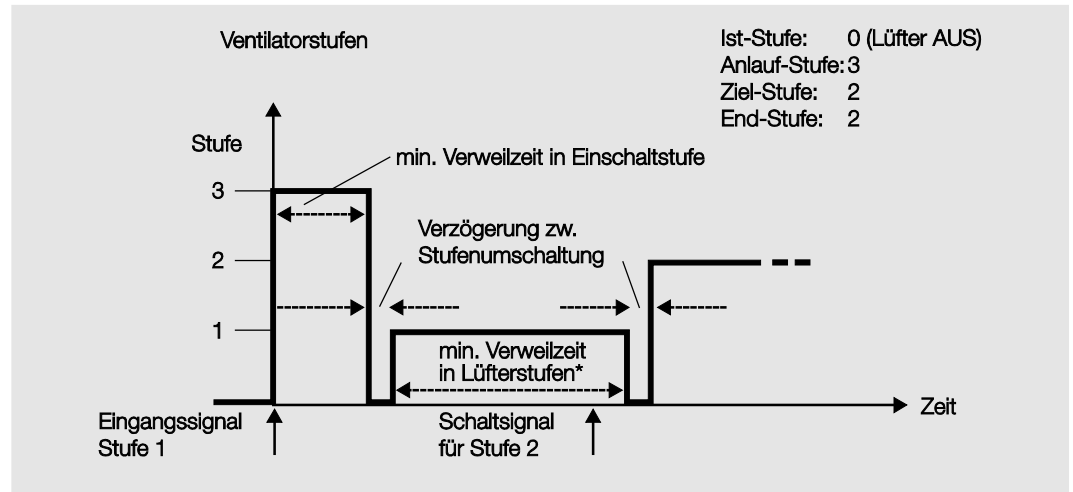 Ventilatorstufen
Ist-Stufe: 0 (Lüfter AUS)
Anlauf-Stufe: 3
Ziel-Stufe: 2
End-Stufe: 2
Stufe
min. Verweilzeit in Einschaltstufe
3
Verzögerung zw.
Stufenumschaltung
2
1
min. Verweilzeit
in Lüfterstufen*
Zeit
Eingangssignal
Stufe 1
Schaltsignal
für Stufe 2